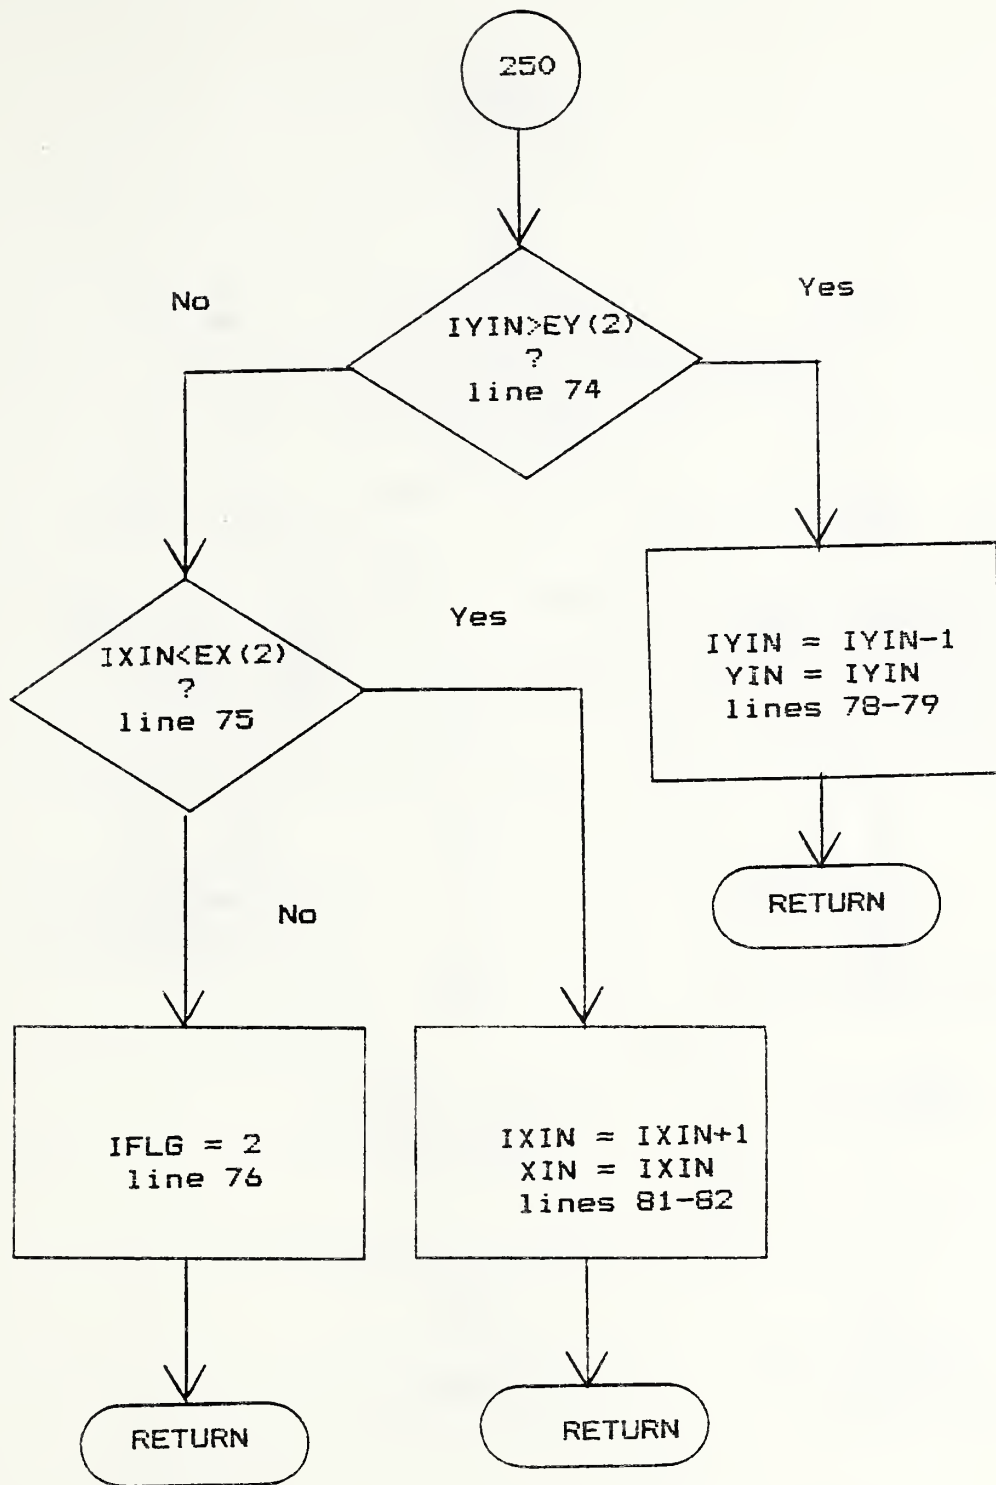 250
No
Yes
IYIN>EY(2)
?
line 74
IXIN<EX(2)
?
line 75
Yes
IYIN = IYIN-1
YIN = IYIN
lines 78-79
RETURN
No
IFLG = 2
line 76
IXIN = IXIN+1
XIN = IXIN
lines 81-82
RETURN
RETURN